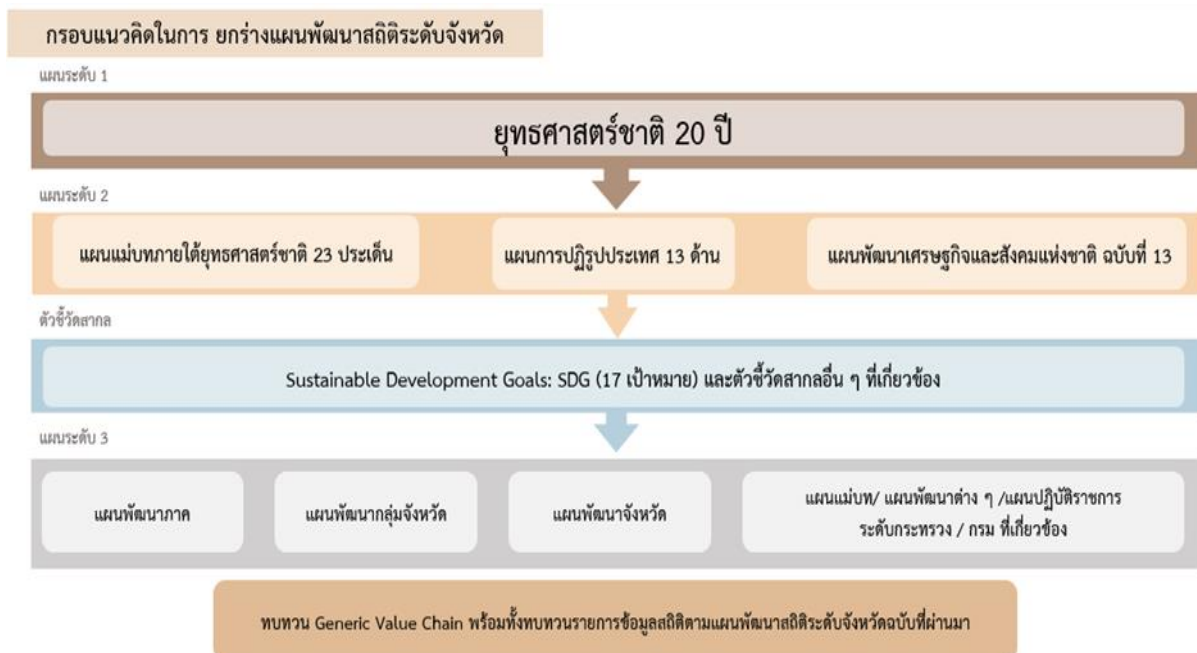 กรอบแนวคิดในการ ยกร่างแผนพัฒนาสถิติระดับจังหวัด
แผนระดับ 1
ยุทธศาสตร์ชาติ 20 ปี
แผนระดับ 2
แผนแม่บทภายใต้ยุทธศาสตร์ชาติ 23 ประเด็น
แผนการปฏิรูปประเทศ 13 ด้าน
แผนพัฒนาเศรษฐกิจและสังคมแห่งชาติ ฉบับที่ 13
ตัวชี้วัดสากล
Sustainable Development Goals: SDG (17 เป้าหมาย) และตัวชี้วัดสากลอื่น ๆ ที่เกี่ยวข้อง
แผนระดับ 3
แผนพัฒนาภาค
แผนพัฒนากลุ่มจังหวัด
แผนพัฒนาจังหวัด
แผนแม่บท/ แผนพัฒนาต่าง ๆ /แผนปฏิบัติราชการ
ระดับกระทรวง / กรม ที่เกี่ยวข้อง
ทบทวน Generic Value Chain พร้อมทั้งทบทวนรายการข้อมูลสถิติตามแผนพัฒนาสถิติระดับจังหวัดฉบับที่ผ่านมา